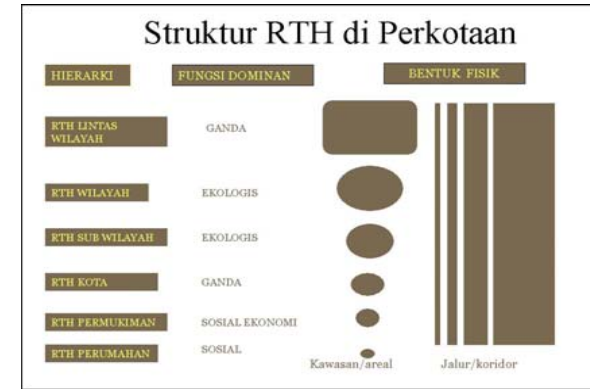 Struktur RTH di Perkotaan
HIERARKI FUNGSI DOMINAN BENTUK FISIK
RTH LINTAS
WILAYAH
GANDA
RTH WILAYAH EKOLOGIS
RTH SUB WILAYAH EKOLOGIS
RTH KOTA GANDA
RTH PERMUKIMAN SOSIAL EKONOMI
RTH PERUMAHAN SOSIAL
Kawasan/areal Jalur/koridor